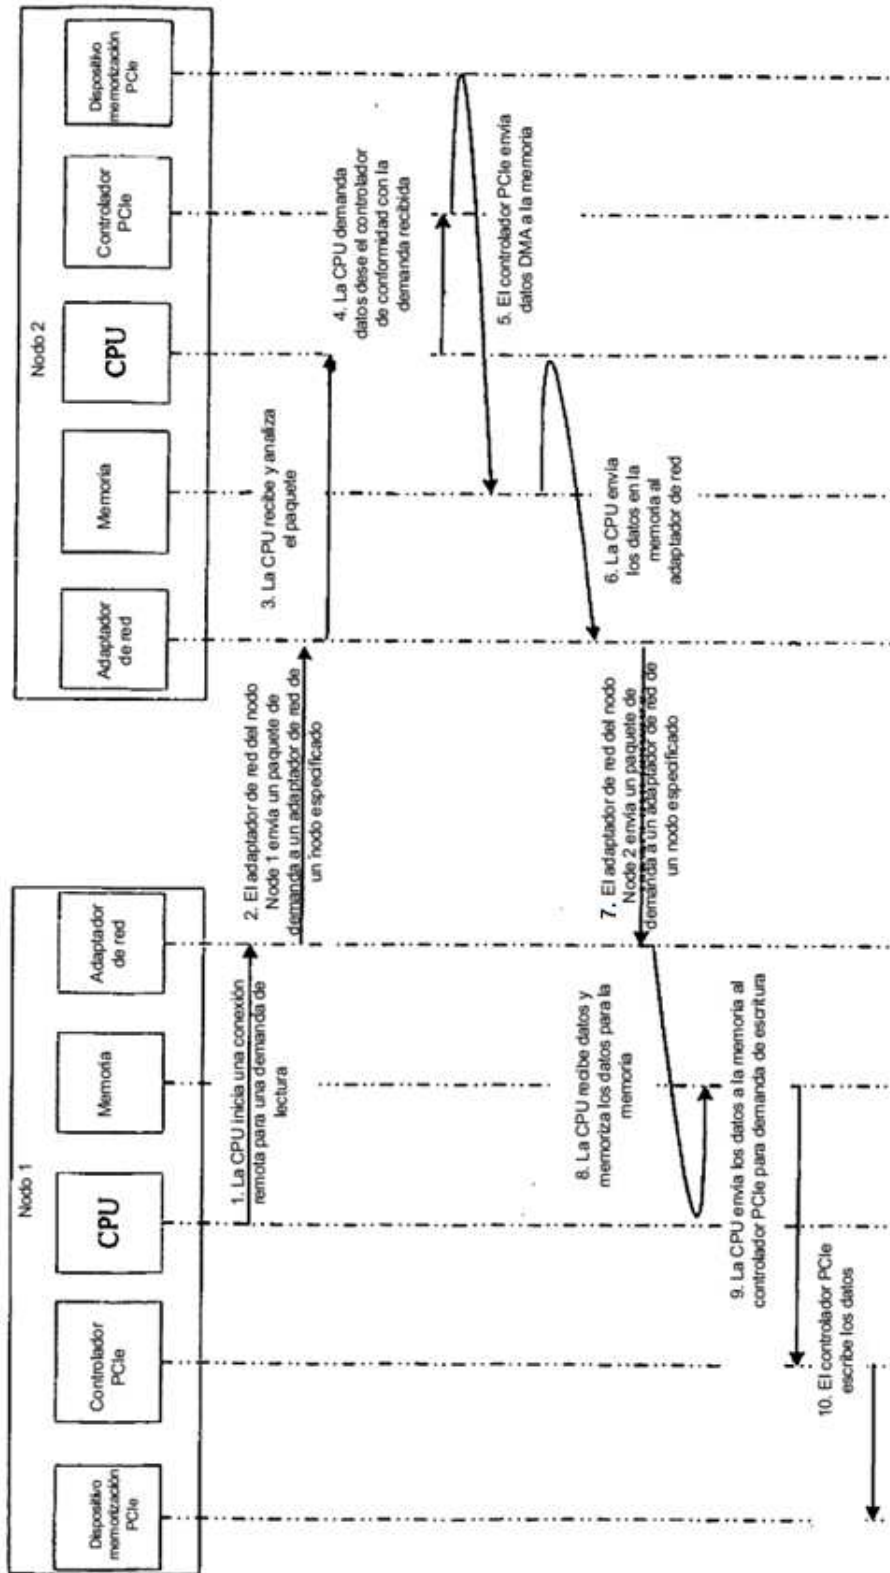 Nodo 1
Dispositivo
memorización
PCIe
Controlador
PCIe
CPU
Memoria
Adaptador
de red
Nodo 2
Adaptador
de red
Memoria
CPU
Controlador
PCIe
Dispositivo
memorización
PCIe
1. La CPU inicia una conexión
remota para una demanda de
lectura
2. El adaptador de red del nodo
Node 1 envía un paquete de
demanda a un adaptador de red de
un nodo especificado
3. La CPU recibe y analiza
el paquete
4. La CPU demanda
datos dese el controlador
de conformidad con la
demanda recibida
5. El controlador PCIe envía
datos DMA a la memoria
6. La CPU envía
los datos en la
memoria al
adaptador de red
7. El adaptador de red del nodo
Node 2 envía un paquete de
demanda a un adaptador de red de
un nodo especificado
8. La CPU recibe datos y
memoriza los datos para la
memoria
9. La CPU envía los datos a la memoria al
controlador PCIe para demanda de escritura
10. El controlador PCIe
escribe los datos